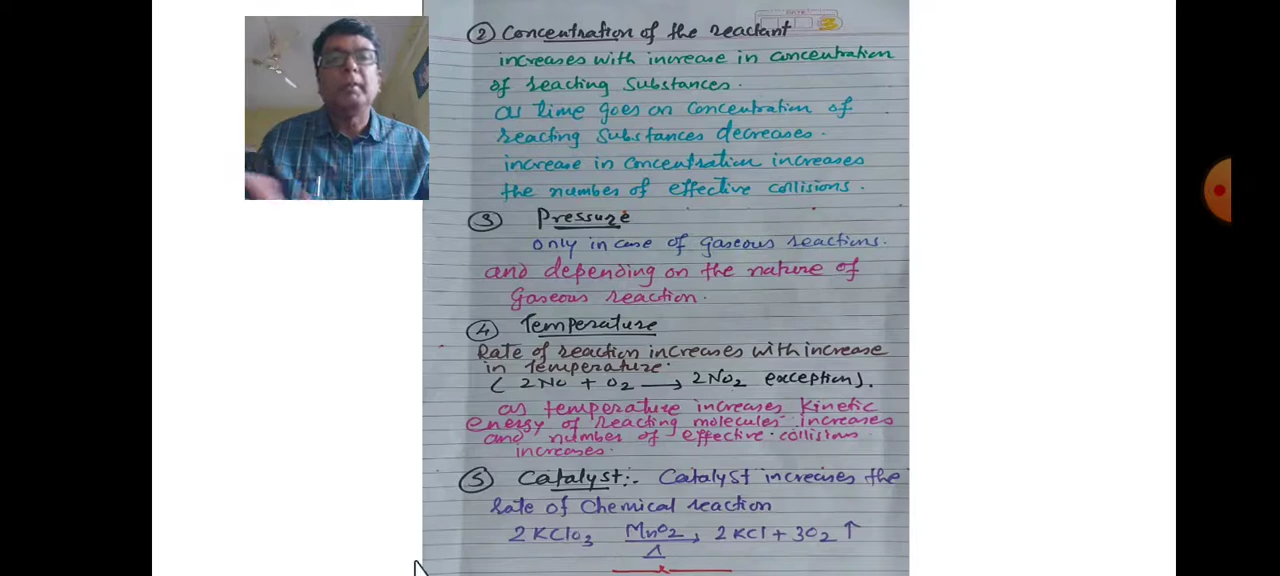 DATE
② Concentration of the reactant
increases with increase in concentration
of reacting substances.
as time goes on concentration of
reacting substances decreases.
increase in concentration increases
the number of effective collisions.
③ Pressure
only in case of gaseous reactions.
and depending on the nature of
gaseous reaction.
④ Temperature
Rate of reaction increases with increase
in temperature.
( 2NO + O₂ ⟶ 2NO₂ exception).
as temperature increases kinetic
energy of reacting molecules increases
and number of effective collisions
increases.
⑤ Catalyst:. Catalyst increases the
rate of chemical reaction
2KClO₃ MnO₂/Δ → 2KCl + 3O₂ ↑